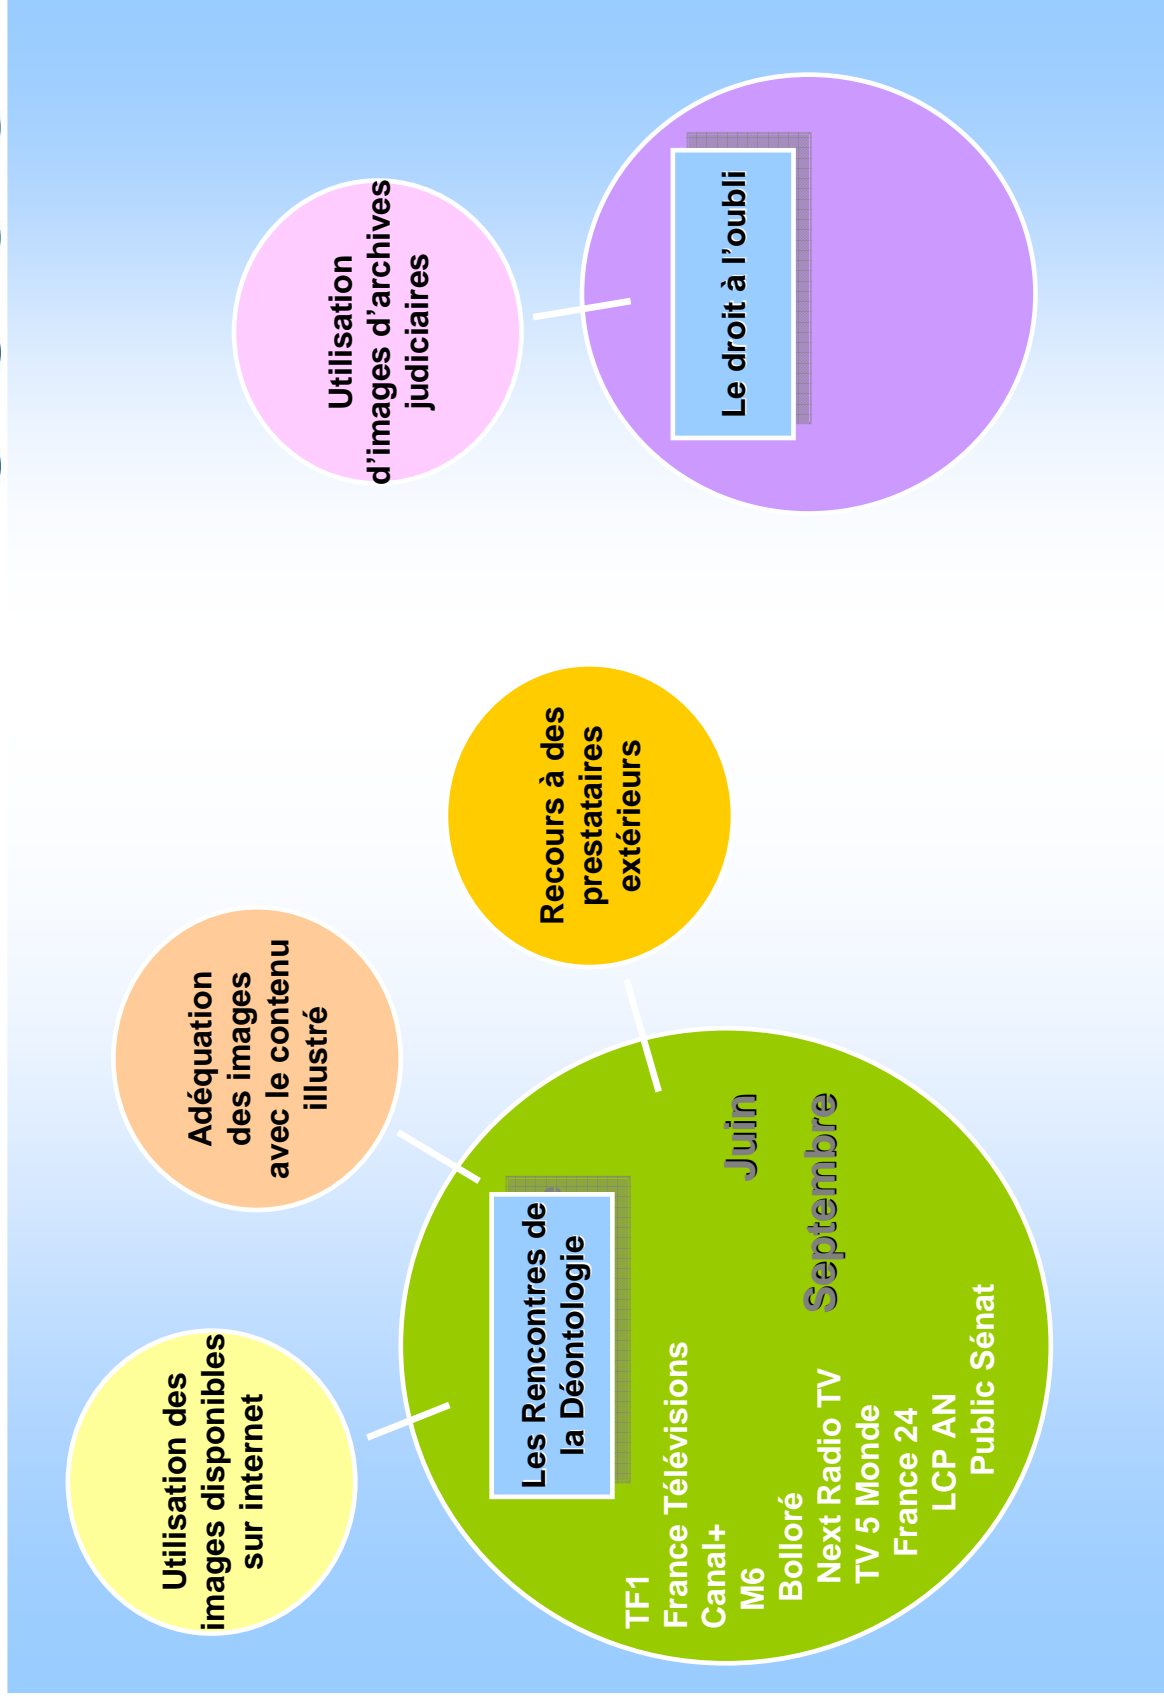 Utilisation des
images disponibles
sur internet
Adéquation
des images
avec le contenu
illustré
Recours à des
prestataires
extérieurs
Les Rencontres de
la Déontologie
TF1
France Télévisions
Canal+
M6
Bolloré
Next Radio TV
TV 5 Monde
France 24
LCP AN
Public Sénat
Juin
Septembre
Utilisation
d’images d’archives
judiciaires
Le droit à l’oubli